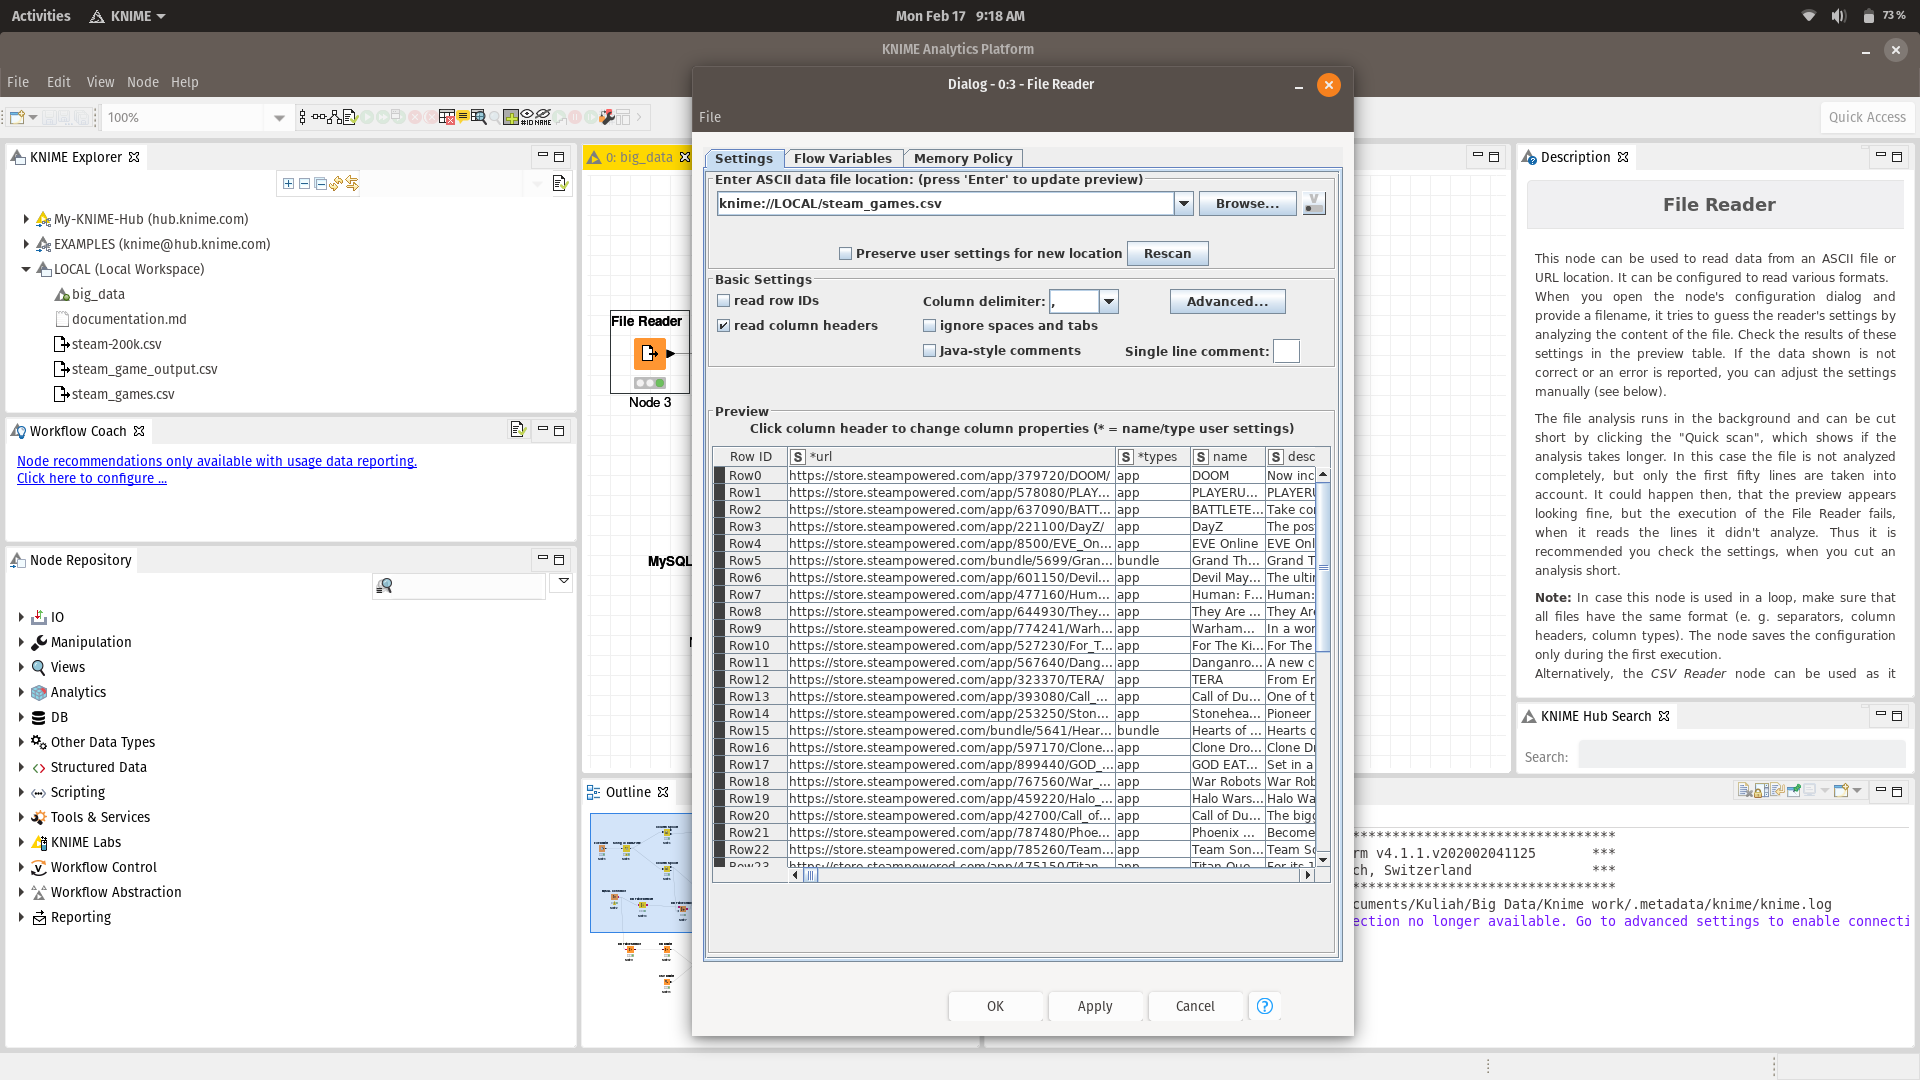 Activities
KNIME
Mon Feb 17 9:18 AM
73 %
KNIME Analytics Platform
File Edit View Node Help
100%
Quick Access
KNIME Explorer
My-KNIME-Hub (hub.knime.com)
EXAMPLES (knime@hub.knime.com)
LOCAL (Local Workspace)
big_data
documentation.md
steam-200k.csv
steam_game_output.csv
steam_games.csv
Workflow Coach
Node recommendations only available with usage data reporting.
Click here to configure ...
Node Repository
IO
Manipulation
Views
Analytics
DB
Other Data Types
Structured Data
Scripting
Tools & Services
KNIME Labs
Workflow Control
Workflow Abstraction
Reporting
0: big_data
File Reader
Node 3
MySQL
Outline
Dialog - 0:3 - File Reader
File
Settings Flow Variables Memory Policy
Enter ASCII data file location: (press 'Enter' to update preview)
knime://LOCAL/steam_games.csv
Browse...
Preserve user settings for new location
Rescan
Basic Settings
read row IDs
Column delimiter: ,
Advanced...
read column headers
ignore spaces and tabs
Java-style comments
Single line comment:
Preview
Click column header to change column properties (* = name/type user settings)
Row ID S *url S *types S name S desc
Row0 https://store.steampowered.com/app/379720/DOOM/ app DOOM Now inc
Row1 https://store.steampowered.com/app/578080/PLAY... app PLAYERU... PLAYERU
Row2 https://store.steampowered.com/app/637090/BATT... app BATTLETE... Take co
Row3 https://store.steampowered.com/app/221100/DayZ/ app DayZ The pos
Row4 https://store.steampowered.com/app/8500/EVE_On... app EVE Online EVE Onl
Row5 https://store.steampowered.com/bundle/5699/Gran... bundle Grand Th... Grand T
Row6 https://store.steampowered.com/app/601150/Devil... app Devil May... The ulti
Row7 https://store.steampowered.com/app/477160/Hum... app Human: F... Human:
Row8 https://store.steampowered.com/app/644930/They... app They Are ... They Are
Row9 https://store.steampowered.com/app/774241/Warh... app Warham... In a wor
Row10 https://store.steampowered.com/app/527230/For_T... app For The Ki... For The
Row11 https://store.steampowered.com/app/567640/Dang... app Danganro... A new c
Row12 https://store.steampowered.com/app/323370/TERA/ app TERA From En
Row13 https://store.steampowered.com/app/393080/Call_... app Call of Du... One of t
Row14 https://store.steampowered.com/app/253250/Ston... app Stonehea... Pioneer
Row15 https://store.steampowered.com/bundle/5641/Hear... bundle Hearts of ... Hearts o
Row16 https://store.steampowered.com/app/597170/Clone... app Clone Dro... Clone Dr
Row17 https://store.steampowered.com/app/899440/GOD_... app GOD EAT... Set in a
Row18 https://store.steampowered.com/app/767560/War_... app War Robots War Rob
Row19 https://store.steampowered.com/app/459220/Halo_... app Halo Wars... Halo Wa
Row20 https://store.steampowered.com/app/42700/Call_of... app Call of Du... The bigg
Row21 https://store.steampowered.com/app/787480/Phoe... app Phoenix ... Become
Row22 https://store.steampowered.com/app/785260/Team... app Team Son... Team So
Row23 https://store.steampowered.com/app/475150/Titan app Titan Que
OK Apply Cancel
Description
File Reader
This node can be used to read data from an ASCII file or
URL location. It can be configured to read various formats.
When you open the node's configuration dialog and
provide a filename, it tries to guess the reader's settings by
analyzing the content of the file. Check the results of these
settings in the preview table. If the data shown is not
correct or an error is reported, you can adjust the settings
manually (see below).
The file analysis runs in the background and can be cut
short by clicking the "Quick scan", which shows if the
analysis takes longer. In this case the file is not analyzed
completely, but only the first fifty lines are taken into
account. It could happen then, that the preview appears
looking fine, but the execution of the File Reader fails,
when it reads the lines it didn't analyze. Thus it is
recommended you check the settings, when you cut an
analysis short.
Note: In case this node is used in a loop, make sure that
all files have the same format (e. g. separators, column
headers, column types). The node saves the configuration
only during the first execution.
Alternatively, the CSV Reader node can be used as it
KNIME Hub Search
Search:
*********************************
rm v4.1.1.v202002041125 ***
ch, Switzerland ***
*********************************
cuments/Kuliah/Big Data/Knime work/.metadata/knime/knime.log
ection no longer available. Go to advanced settings to enable connecti